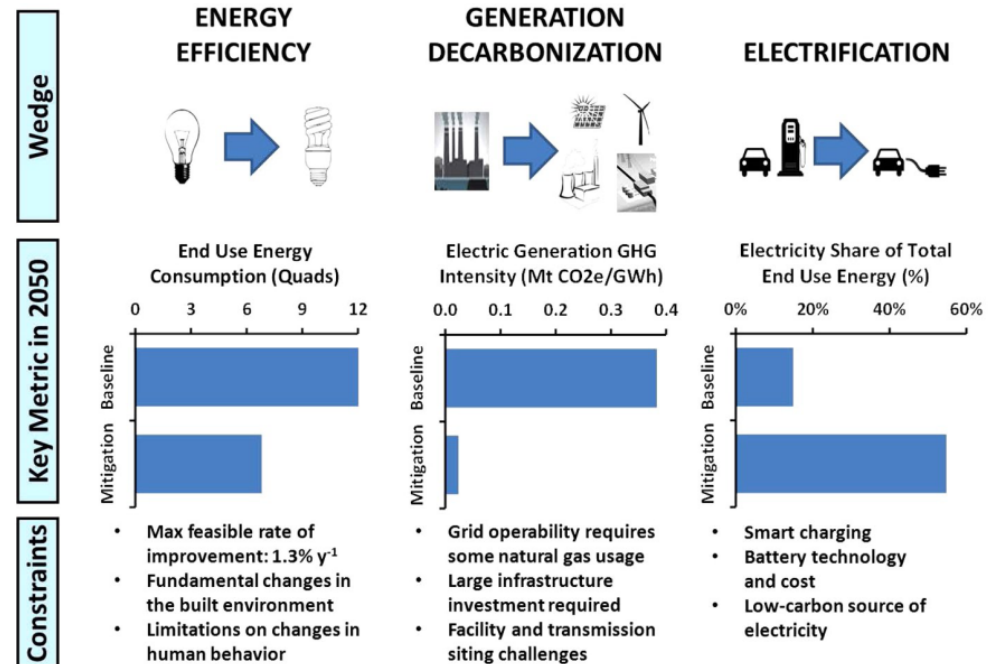 Wedge
ENERGY
EFFICIENCY
GENERATION
DECARBONIZATION
ELECTRIFICATION
Key Metric in 2050
End Use Energy
Consumption (Quads)
0 3 6 9 12
Baseline
Mitigation
Electric Generation GHG
Intensity (Mt CO2e/GWh)
0.0 0.1 0.2 0.3 0.4
Baseline
Mitigation
Electricity Share of Total
End Use Energy (%)
0% 20% 40% 60%
Baseline
Mitigation
Constraints
• Max feasible rate of
improvement: 1.3% y⁻¹
• Fundamental changes in
the built environment
• Limitations on changes in
human behavior
• Grid operability requires
some natural gas usage
• Large infrastructure
investment required
• Facility and transmission
siting challenges
• Smart charging
• Battery technology
and cost
• Low-carbon source of
electricity